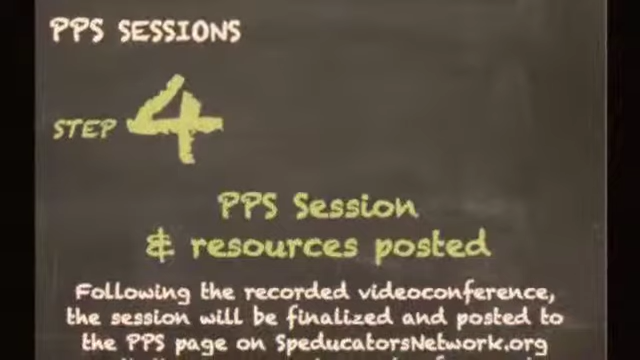 PPS SESSIONS
STEP 4
PPS Session
& resources posted
Following the recorded videoconference,
the session will be finalized and posted to
the PPS page on SpeducatorsNetwork.org